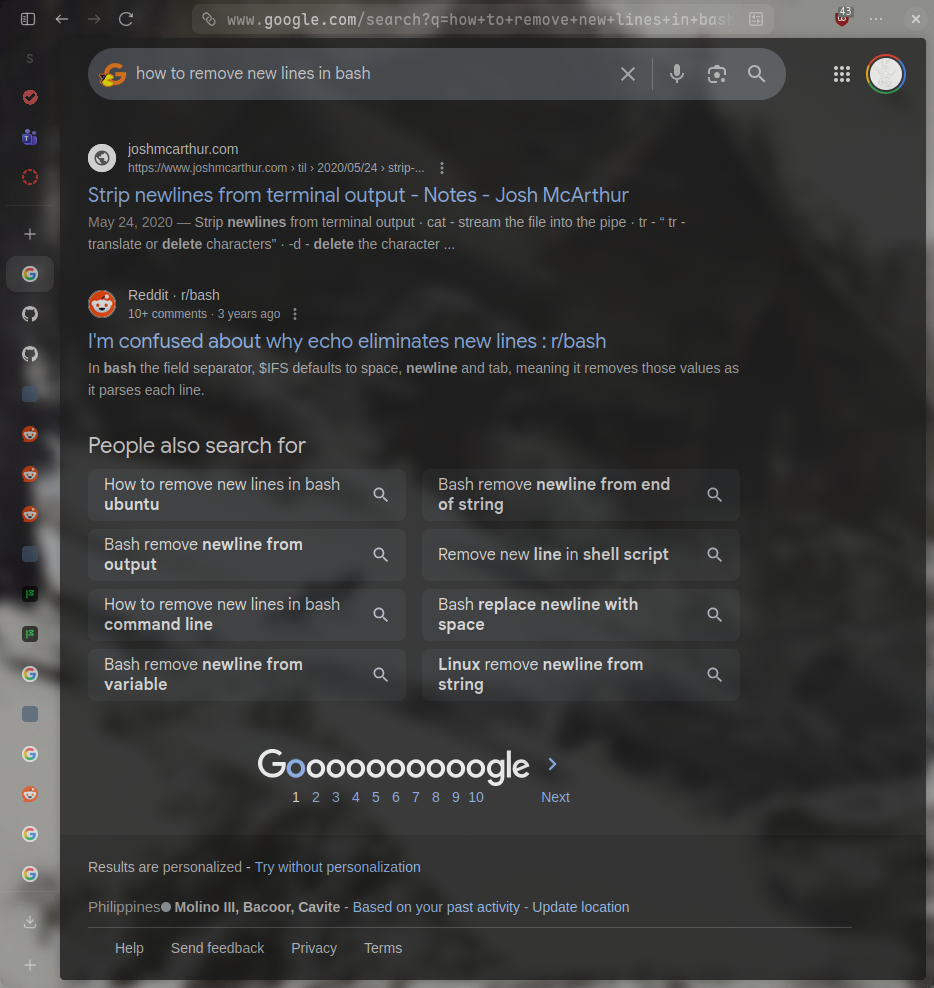 www.google.com/search?q=how+to+remove+new+lines+in+bash
43
S
how to remove new lines in bash
joshmcarthur.com
https://www.joshmcarthur.com › til › 2020/05/24 › strip-...
Strip newlines from terminal output - Notes - Josh McArthur
May 24, 2020 — Strip newlines from terminal output · cat - stream the file into the pipe · tr - “ tr -
translate or delete characters” · -d - delete the character ...
Reddit · r/bash
10+ comments · 3 years ago
I'm confused about why echo eliminates new lines : r/bash
In bash the field separator, $IFS defaults to space, newline and tab, meaning it removes those values as
it parses each line.
People also search for
How to remove new lines in bash
ubuntu
Bash remove newline from end
of string
Bash remove newline from
output
Remove new line in shell script
How to remove new lines in bash
command line
Bash replace newline with
space
Bash remove newline from
variable
Linux remove newline from
string
Goooooooooogle
1 2 3 4 5 6 7 8 9 10 Next
Results are personalized - Try without personalization
Philippines Molino III, Bacoor, Cavite - Based on your past activity - Update location
Help Send feedback Privacy Terms